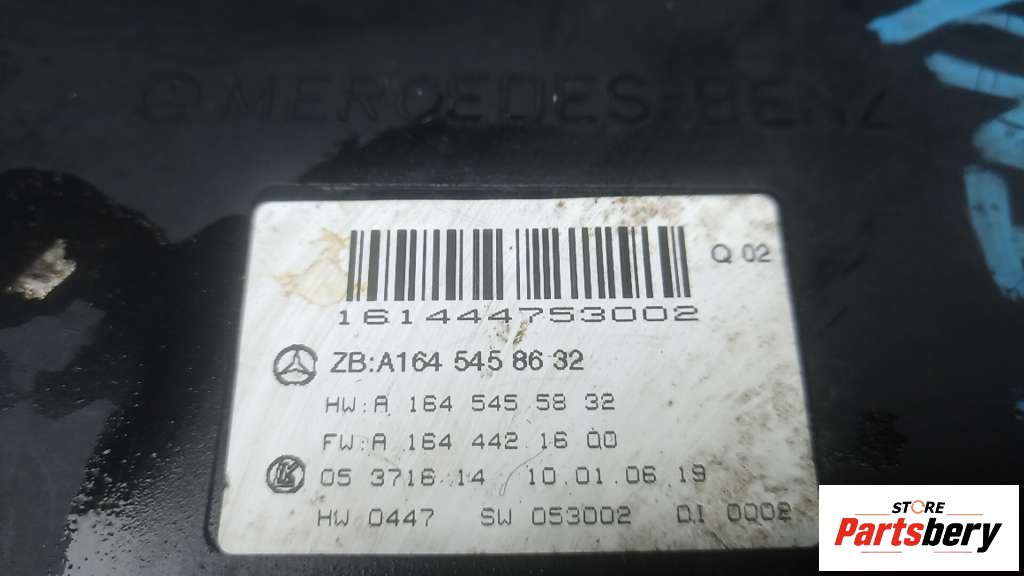 MERCEDES-BENZ
Q 02
161444753002
ZB:A164 545 86 32
HW:A 164 545 58 32
FW:A 164 442 16 00
05 3716 14 10.01.06.19
HW 0447 SW 053002 DI 0002
STORE
Partsbery